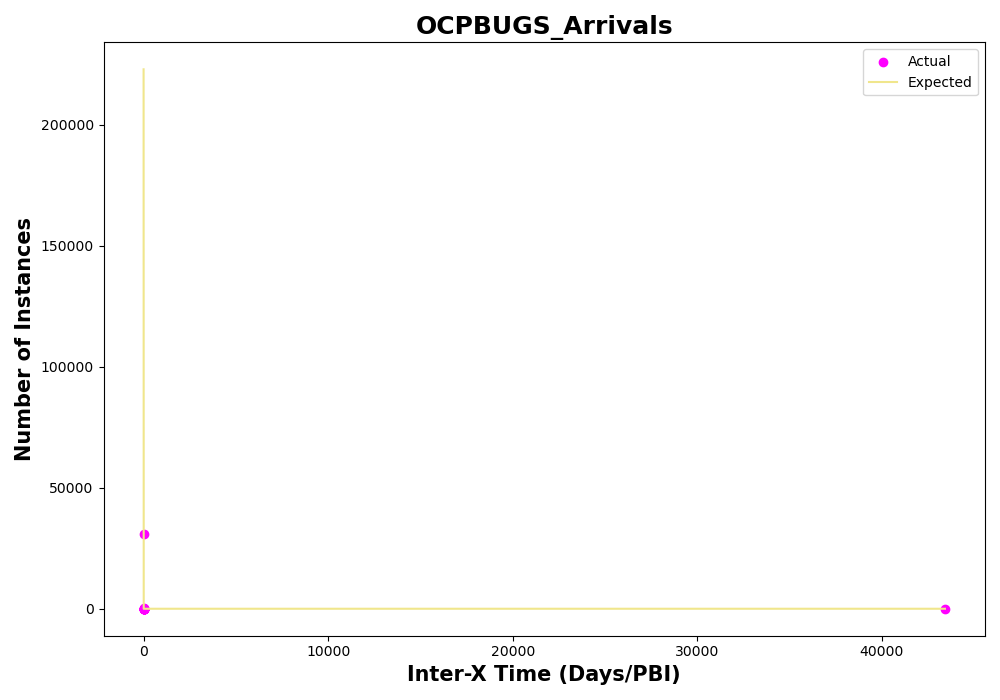 OCPBUGS_Arrivals
Actual
Expected
Number of Instances
200000
150000
100000
50000
0
0
10000
20000
30000
40000
Inter-X Time (Days/PBI)